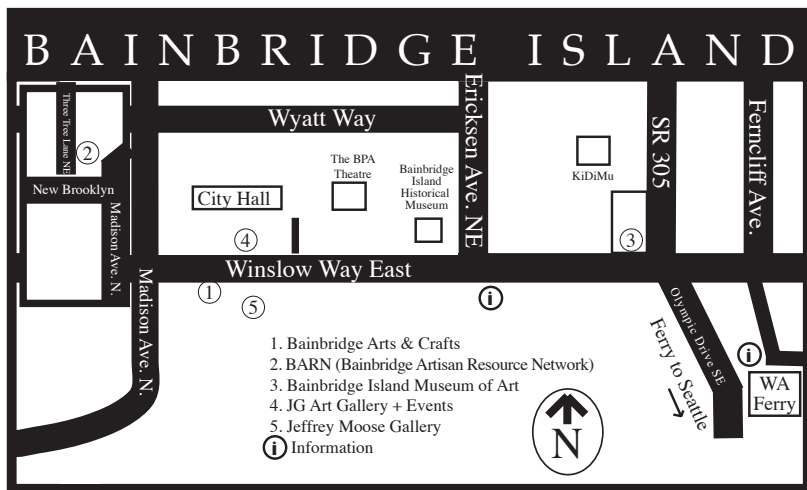 BAINBRIDGE ISLAND
Three Tree Lane NE
2
New Brooklyn
Madison Ave. N.
Madison Ave. N.
Wyatt Way
City Hall
The BPA
Theatre
Bainbridge
Island
Historical
Museum
Ericksen Ave. NE
KiDiMu
SR 305
Ferncliff Ave.
4
3
Winslow Way East
1
5
i
Olympic Drive SE
Ferry to Seattle
i
WA
Ferry
1. Bainbridge Arts & Crafts
2. BARN (Bainbridge Artisan Resource Network)
3. Bainbridge Island Museum of Art
4. JG Art Gallery + Events
5. Jeffrey Moose Gallery
i Information
N